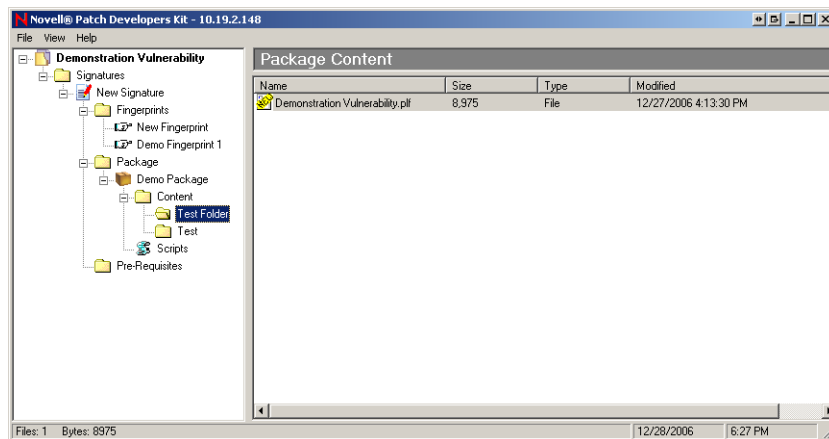 Novell® Patch Developers Kit - 10.19.2.148
File View Help
Demonstration Vulnerability
Signatures
New Signature
Fingerprints
New Fingerprint
Demo Fingerprint 1
Package
Demo Package
Content
Test Folder
Test
Scripts
Pre-Requisites
Package Content
Name Size Type Modified
Demonstration Vulnerability.plf 8,975 File 12/27/2006 4:13:30 PM
Files: 1 Bytes: 8975 12/28/2006 6:27 PM